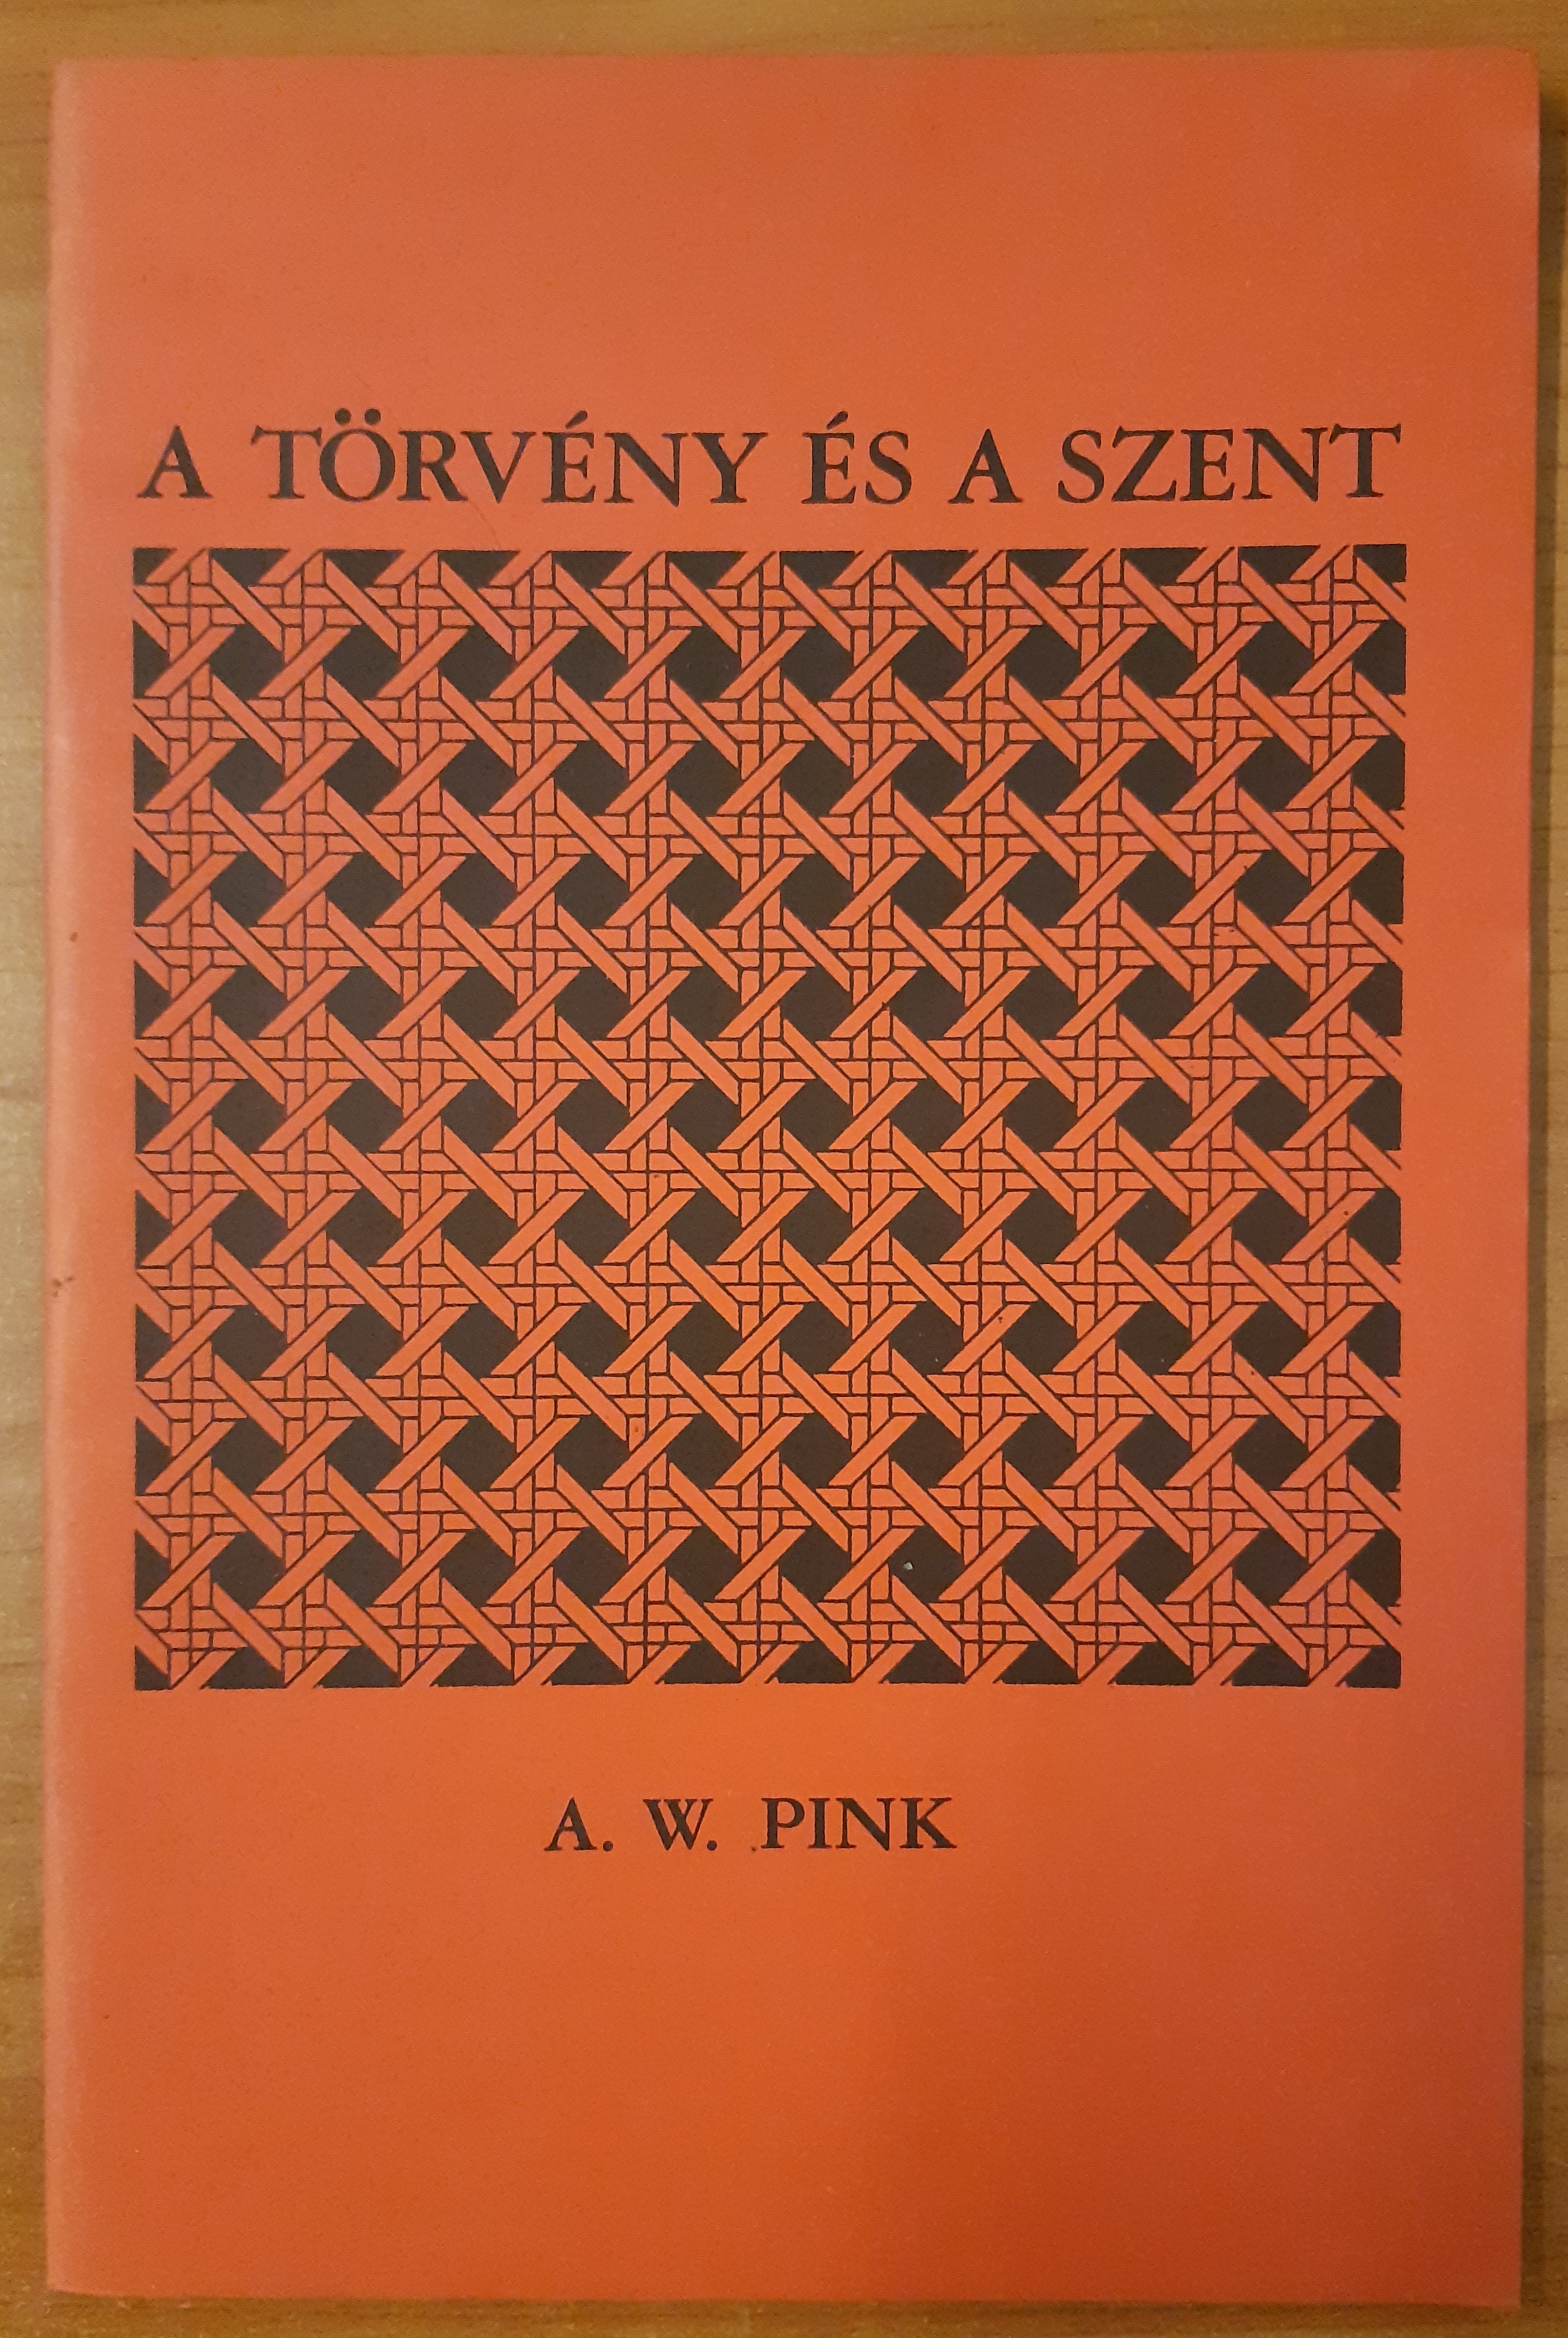 A TÖRVÉNY ÉS A SZENT
A. W. PINK